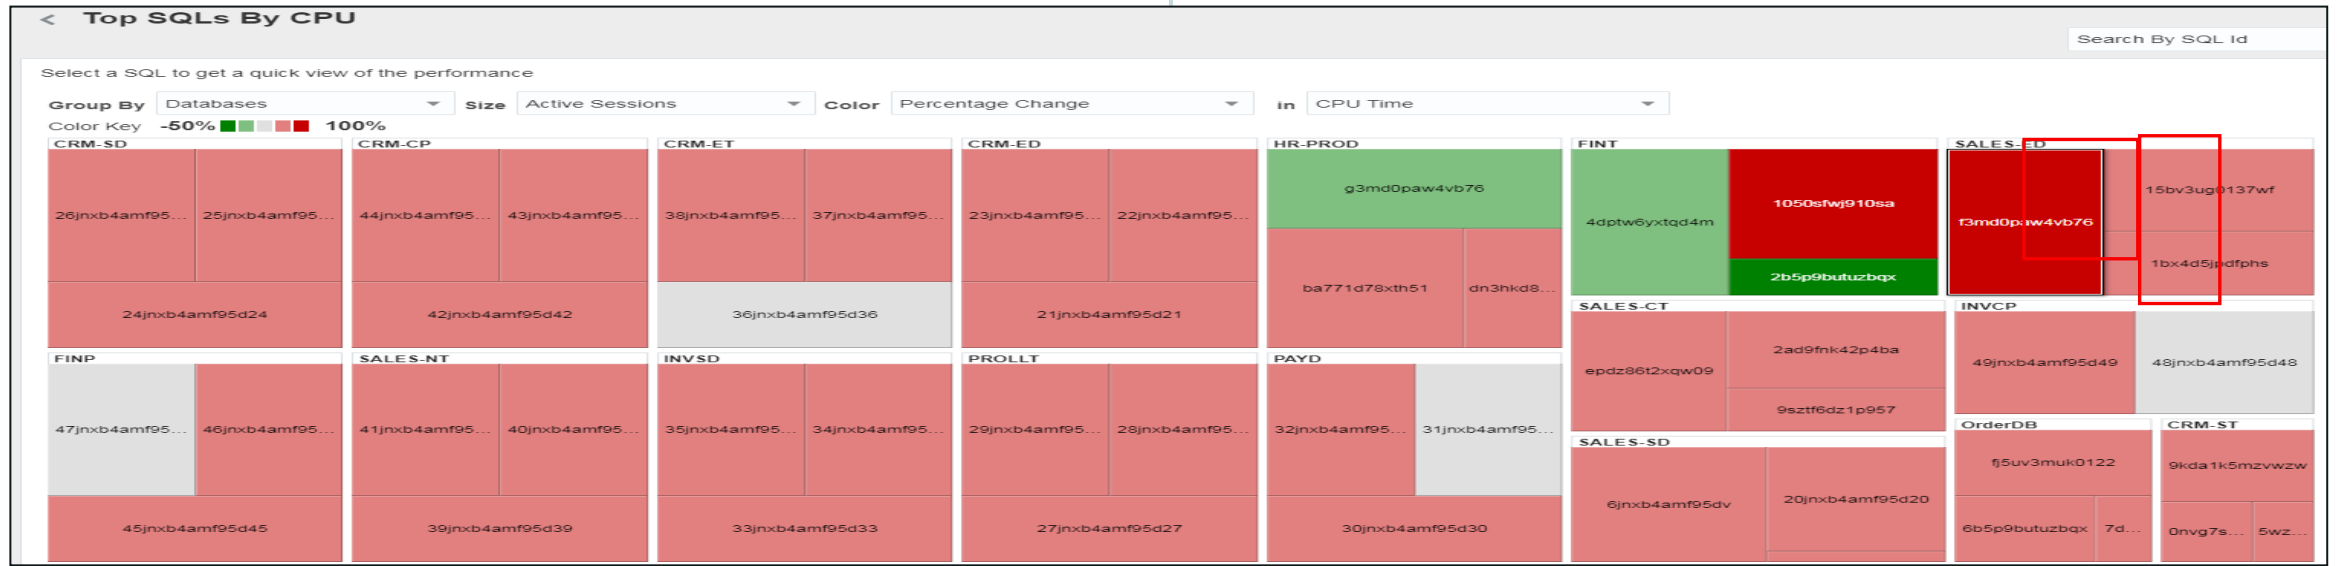 < Top SQLs By CPU
Search By SQL Id
Select a SQL to get a quick view of the performance
Group By Databases Size Active Sessions Color Percentage Change in CPU Time
Color Key -50% 100%
CRM-SD
26jnxb4amf95... 25jnxb4amf95...
24jnxb4amf95d24
CRM-CP
44jnxb4amf95... 43jnxb4amf95...
42jnxb4amf95d42
CRM-ET
38jnxb4amf95... 37jnxb4amf95...
36jnxb4amf95d36
CRM-ED
23jnxb4amf95... 22jnxb4amf95...
21jnxb4amf95d21
HR-PROD
g3md0paw4vb76
ba771d78xth51 dn3hkd8...
FINT
4dptw6yxtqd4m
1050sfwj910sa
2b5p9butuzbqx
SALES-ED
f3md0paw4vb76
15bv3ug0137wf
1bx4d5jpdfphs
SALES-CT
epdz86t2xqw09
2ad9fnk42p4ba
9sztf6dz1p957
INVCP
49jnxb4amf95d49 48jnxb4amf95d48
FINP
47jnxb4amf95... 46jnxb4amf95...
45jnxb4amf95d45
SALES-NT
41jnxb4amf95... 40jnxb4amf95...
39jnxb4amf95d39
INVSD
35jnxb4amf95... 34jnxb4amf95...
33jnxb4amf95d33
PROLLT
29jnxb4amf95... 28jnxb4amf95...
27jnxb4amf95d27
PAYD
32jnxb4amf95... 31jnxb4amf95...
30jnxb4amf95d30
SALES-SD
6jnxb4amf95dv
20jnxb4amf95d20
OrderDB
fj5uv3muk0122
6b5p9butuzbqx 7d...
CRM-ST
9kda1k5mzvwzw
0nvg7s... 5wz...